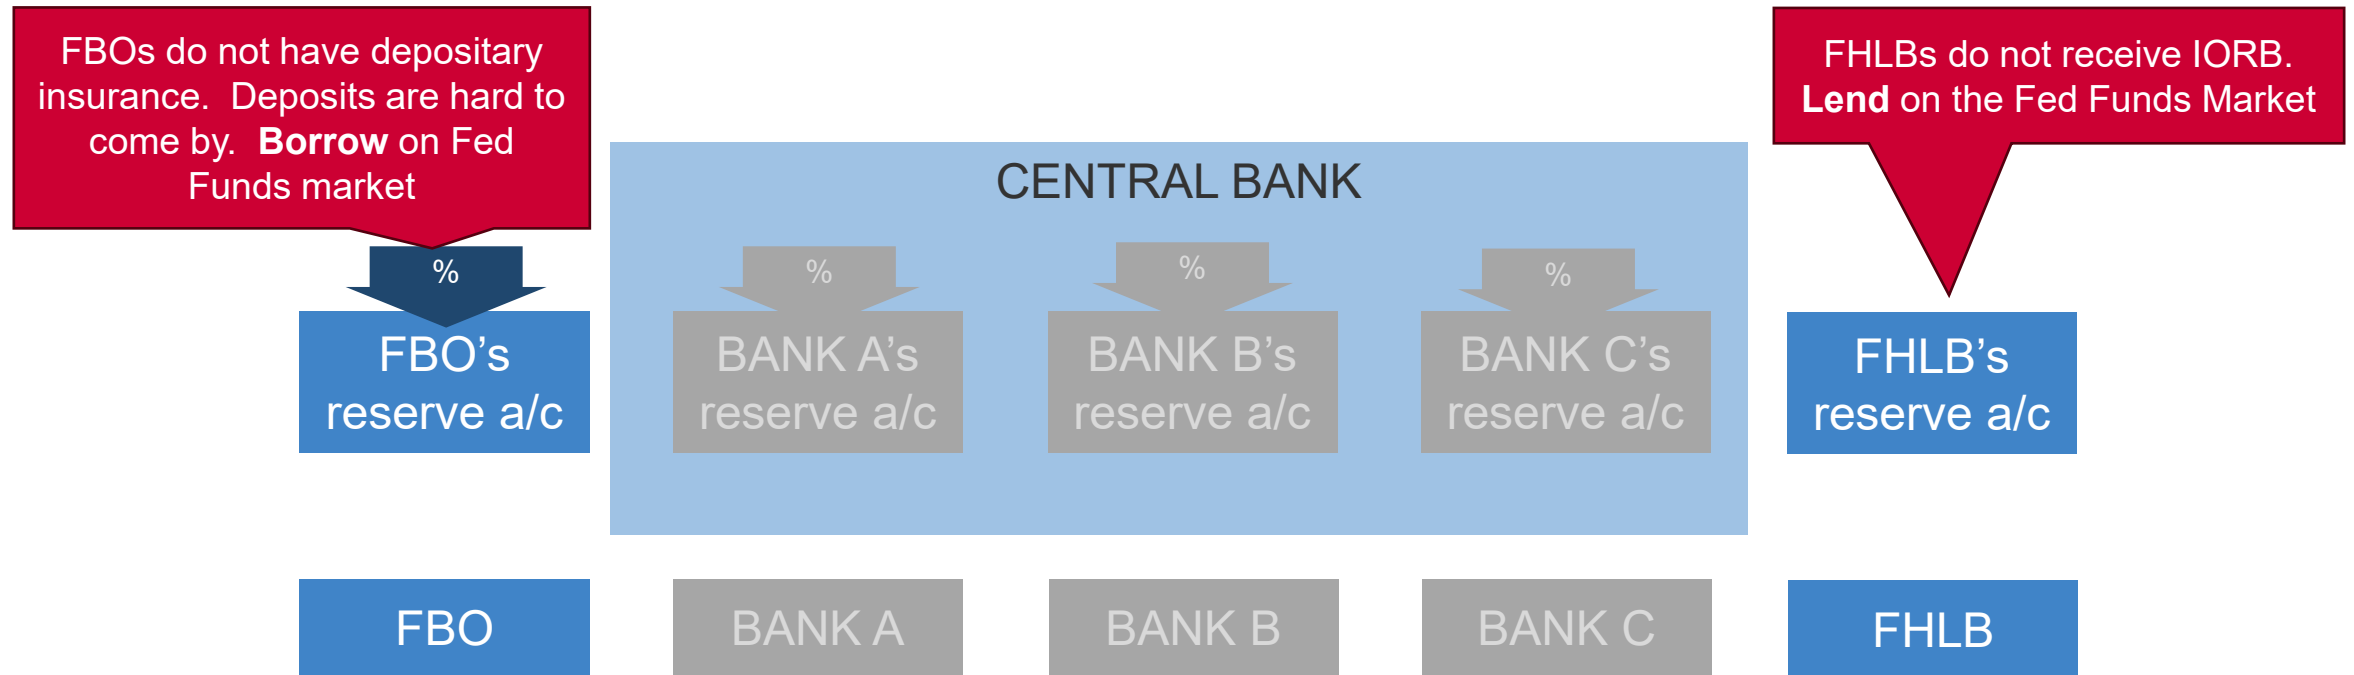 FBOs do not have depositary
insurance.  Deposits are hard to
come by.  Borrow on Fed
Funds market
FHLBs do not receive IORB.
Lend on the Fed Funds Market
CENTRAL BANK
%
%
%
%
FBO’s
reserve a/c
BANK A’s
reserve a/c
BANK B’s
reserve a/c
BANK C’s
reserve a/c
FHLB’s
reserve a/c
FBO
BANK A
BANK B
BANK C
FHLB